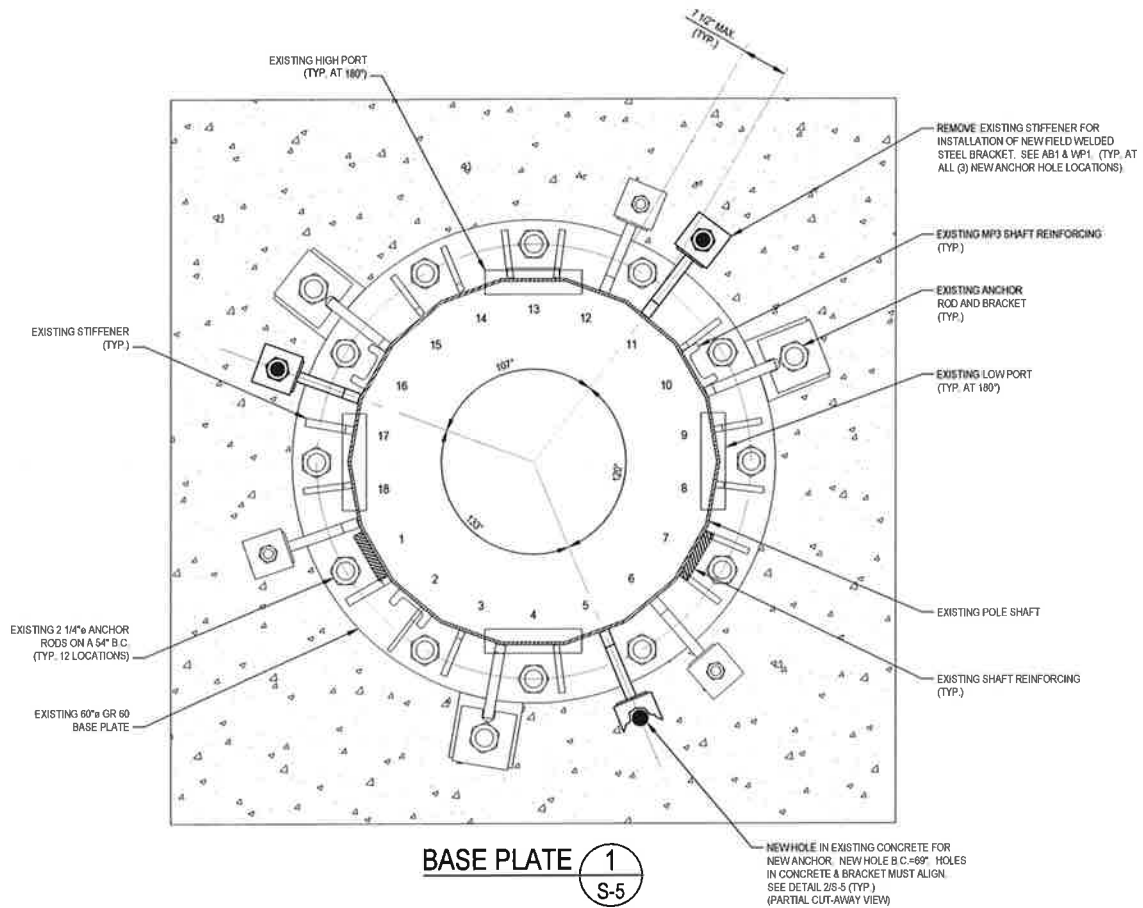 7 1/2" MAX.
(TYP.)
EXISTING HIGH PORT
(TYP. AT 180°)
REMOVE EXISTING STIFFENER FOR
INSTALLATION OF NEW FIELD WELDED
STEEL BRACKET. SEE AB1 & WP1. (TYP. AT
ALL (3) NEW ANCHOR HOLE LOCATIONS)
EXISTING MP3 SHAFT REINFORCING
(TYP.)
EXISTING ANCHOR
ROD AND BRACKET
(TYP.)
EXISTING STIFFENER
(TYP.)
EXISTING LOW PORT
(TYP. AT 180°)
13
14
12
15
11
16
10
107°
17
9
120°
18
8
133°
1
7
2
6
3
5
4
EXISTING POLE SHAFT
EXISTING 2 1/4"ø ANCHOR
RODS ON A 54" B.C.
(TYP. 12 LOCATIONS)
EXISTING SHAFT REINFORCING
(TYP.)
EXISTING 60"ø GR 60
BASE PLATE
NEW HOLE IN EXISTING CONCRETE FOR
NEW ANCHOR. NEW HOLE B.C.=69". HOLES
IN CONCRETE & BRACKET MUST ALIGN.
SEE DETAIL 2/S-5 (TYP.)
(PARTIAL CUT-AWAY VIEW)
BASE PLATE 1
S-5